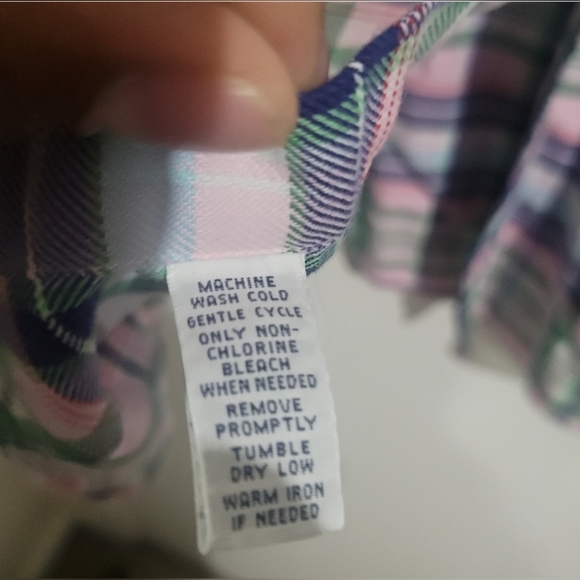 MACHINE
WASH COLD
GENTLE CYCLE
ONLY NON-
CHLORINE
BLEACH
WHEN NEEDED
REMOVE
PROMPTLY
TUMBLE
DRY LOW
WARM IRON
IF NEEDED